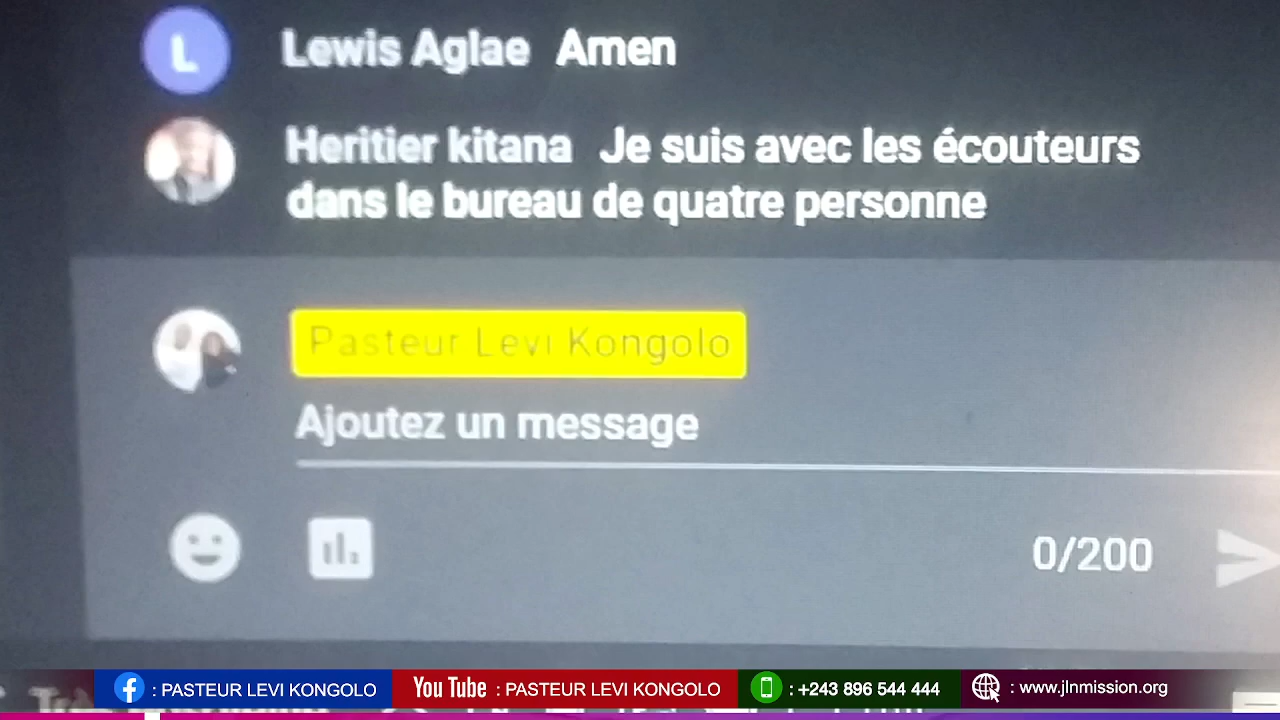 L Lewis Aglae Amen
Heritier kitana Je suis avec les écouteurs
dans le bureau de quatre personne
Pasteur Levi Kongolo
Ajoutez un message
0/200
f : PASTEUR LEVI KONGOLO You Tube : PASTEUR LEVI KONGOLO : +243 896 544 444 : www.jlnmission.org